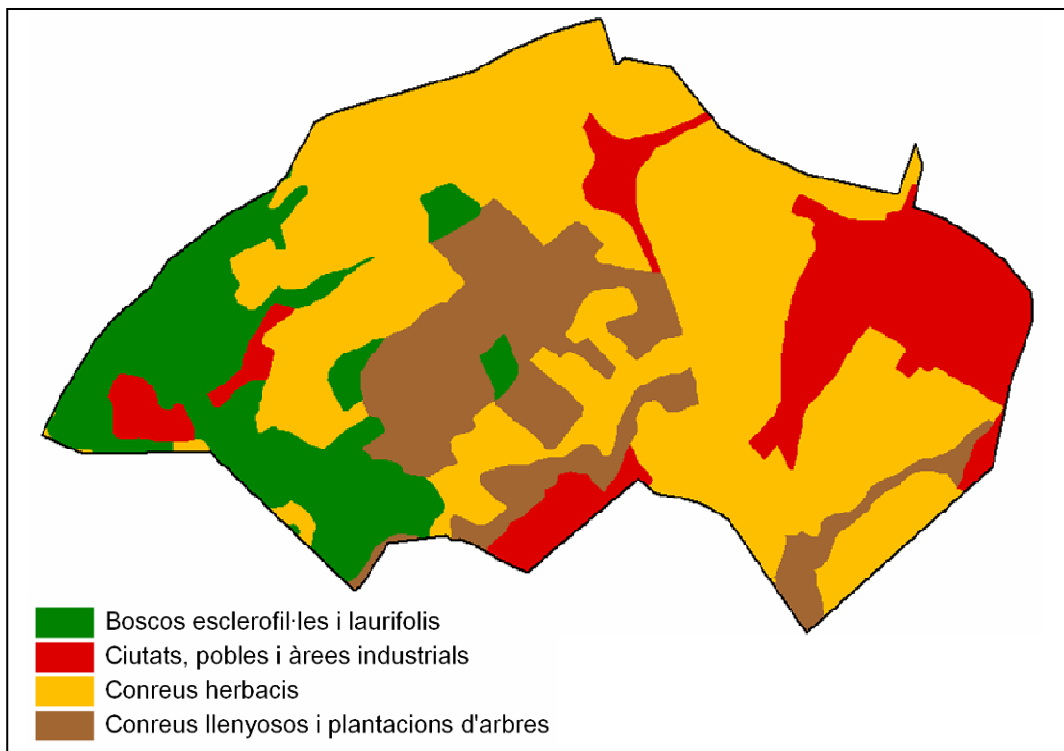 Boscos esclerofil·les i laurifolis
Ciutats, pobles i àrees industrials
Conreus herbacis
Conreus llenyosos i plantacions d'arbres